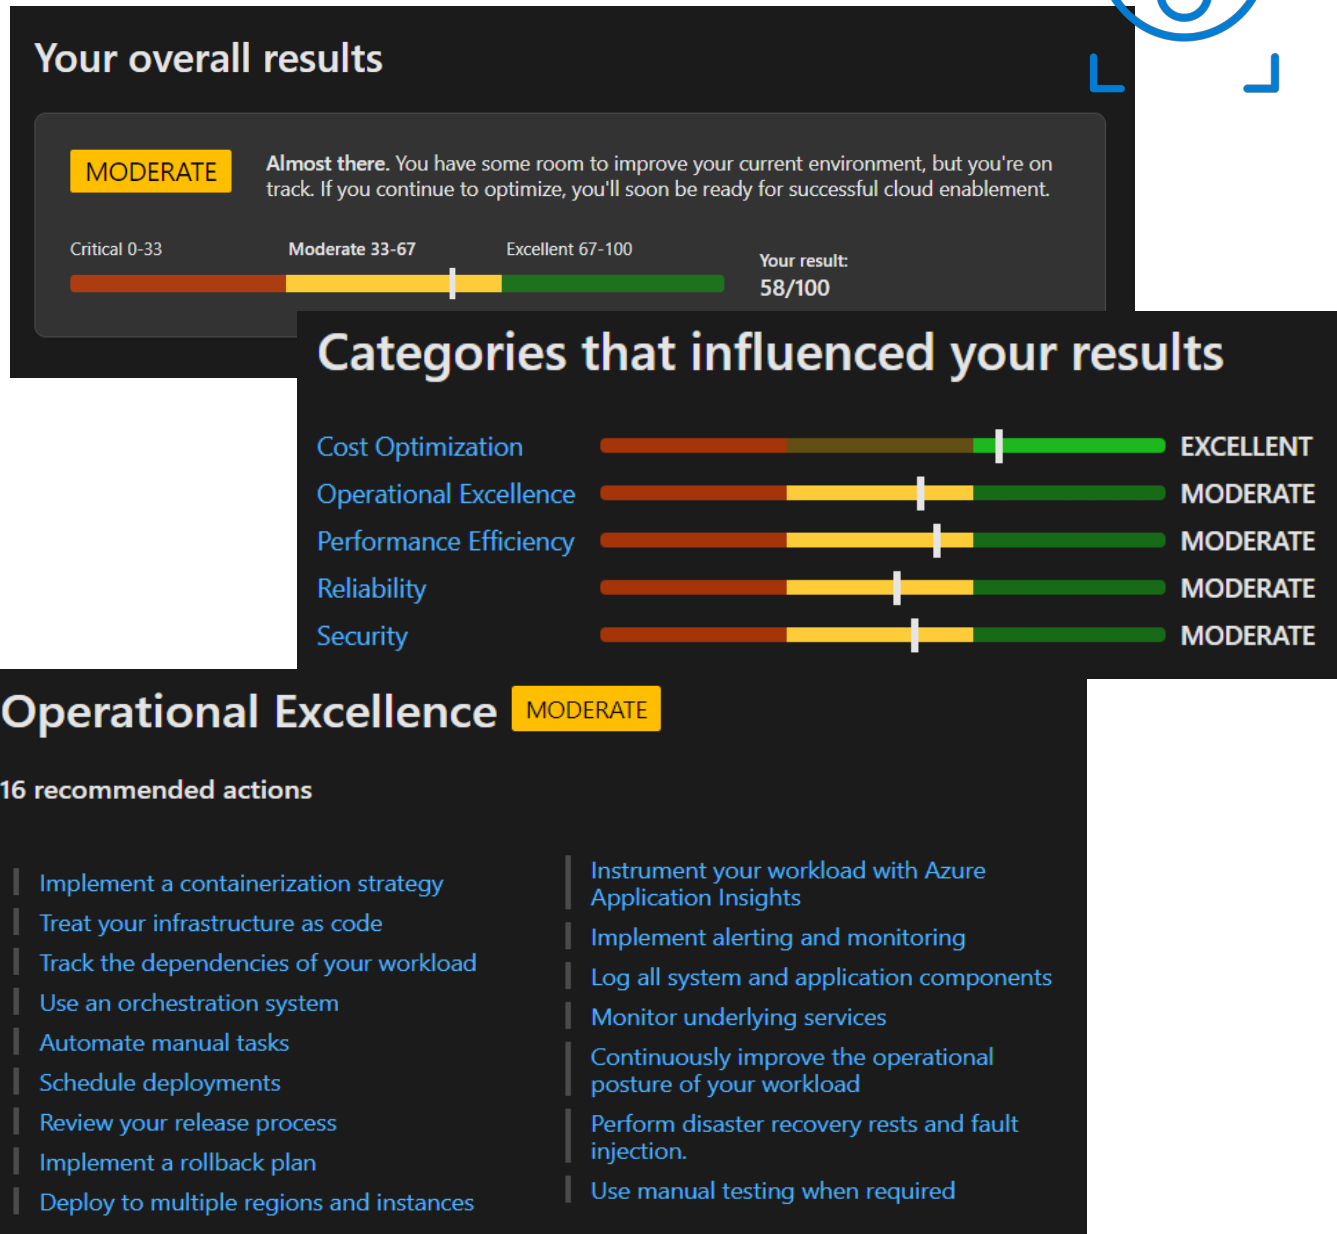 Your overall results
MODERATE
Almost there. You have some room to improve your current environment, but you're on
track. If you continue to optimize, you'll soon be ready for successful cloud enablement.
Critical 0-33
Moderate 33-67
Excellent 67-100
Your result:
58/100
Categories that influenced your results
Cost Optimization
EXCELLENT
Operational Excellence
MODERATE
Performance Efficiency
MODERATE
Reliability
MODERATE
Security
MODERATE
Operational Excellence
MODERATE
16 recommended actions
Implement a containerization strategy
Treat your infrastructure as code
Track the dependencies of your workload
Use an orchestration system
Automate manual tasks
Schedule deployments
Review your release process
Implement a rollback plan
Deploy to multiple regions and instances
Instrument your workload with Azure
Application Insights
Implement alerting and monitoring
Log all system and application components
Monitor underlying services
Continuously improve the operational
posture of your workload
Perform disaster recovery rests and fault
injection.
Use manual testing when required